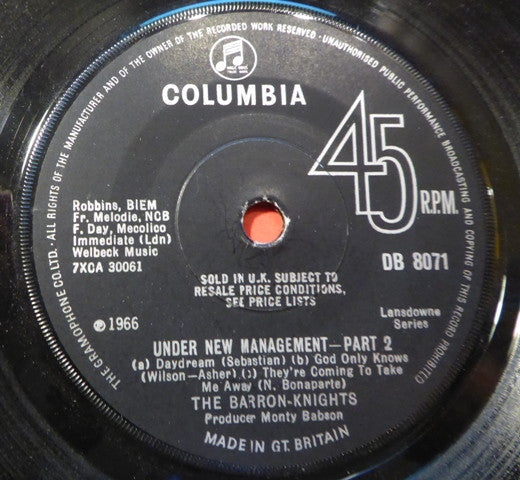 THE GRAMOPHONE CO. LTD. · ALL RIGHTS OF THE MANUFACTURER AND OF THE OWNER OF THE RECORDED WORK RESERVED · UNAUTHORISED PUBLIC PERFORMANCE BROADCASTING AND COPYING OF THIS RECORD PROHIBITED
COLUMBIA
45
R.P.M.
Robbins, BIEM
Fr. Melodie, NCB
F. Day, Mecolico
Immediate (Ldn)
Welbeck Music
7XCA 30061
DB 8071
SOLD IN U.K. SUBJECT TO
RESALE PRICE CONDITIONS,
SEE PRICE LISTS
Lansdowne
Series
℗ 1966
UNDER NEW MANAGEMENT—PART 2
(a) Daydream (Sebastian) (b) God Only Knows
(Wilson—Asher) (c) They're Coming To Take
Me Away (N. Bonaparte)
THE BARRON-KNIGHTS
Producer Monty Babson
MADE IN GT. BRITAIN